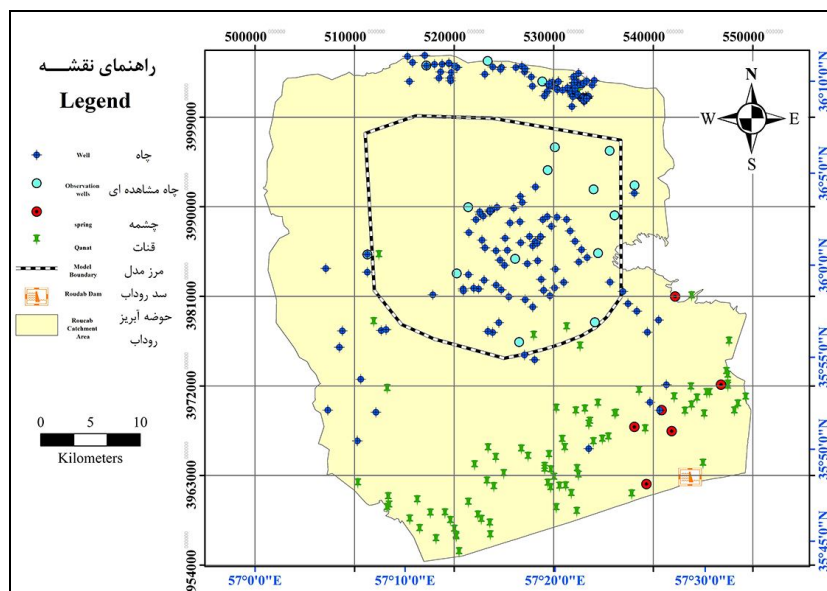 راهنمای نقشـــه
Legend
Well چاه
Observation wells چاه مشاهده ای
spring چشمه
Qanat قنات
Model Boundary مرز مدل
Roudab Dam سد روداب
Catchment Area حوضه آبریز روداب
0 5 10
Kilometers
500000 510000 520000 530000 540000 550000
3999000
3990000
3981000
3972000
3963000
954000
36°10'0"N
36°5'0"N
36°0'0"N
35°55'0"N
35°50'0"N
35°45'0"N
57°0'0"E 57°10'0"E 57°20'0"E 57°30'0"E
N
W E
S